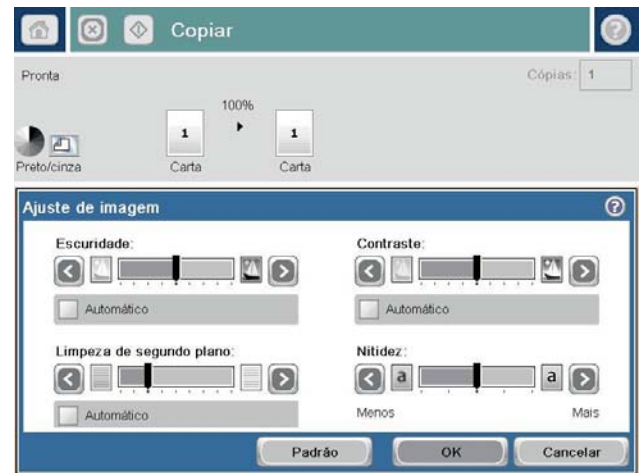 Copiar
Pronta
Cópias: 1
100%
1 1
Preto/cinza Carta Carta
Ajuste de imagem
Escuridade: Contraste:
Automático Automático
Limpeza de segundo plano: Nitidez:
a a
Automático Menos Mais
Padrão OK Cancelar